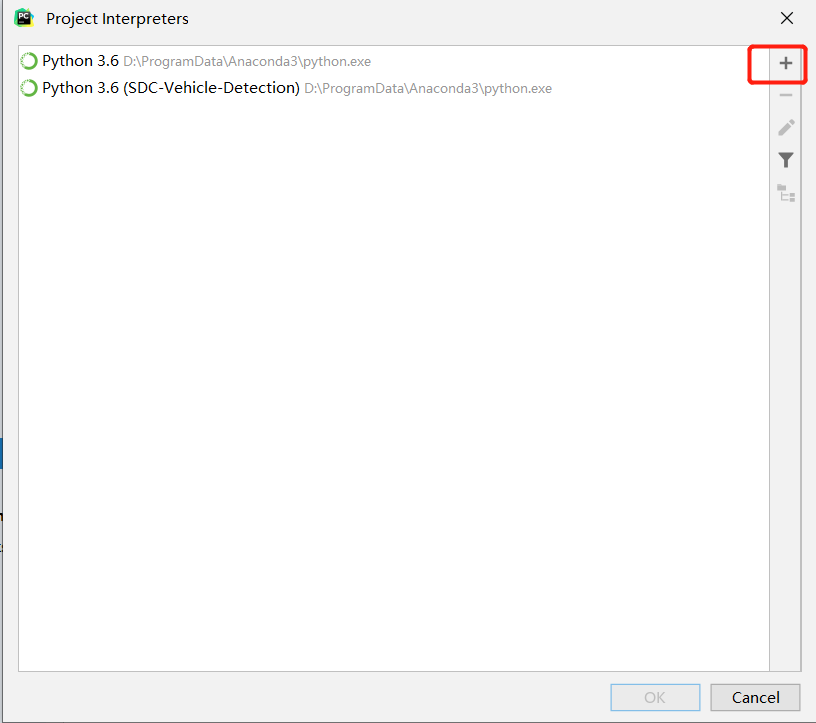 Project Interpreters
Python 3.6 D:\ProgramData\Anaconda3\python.exe
Python 3.6 (SDC-Vehicle-Detection) D:\ProgramData\Anaconda3\python.exe
OK Cancel